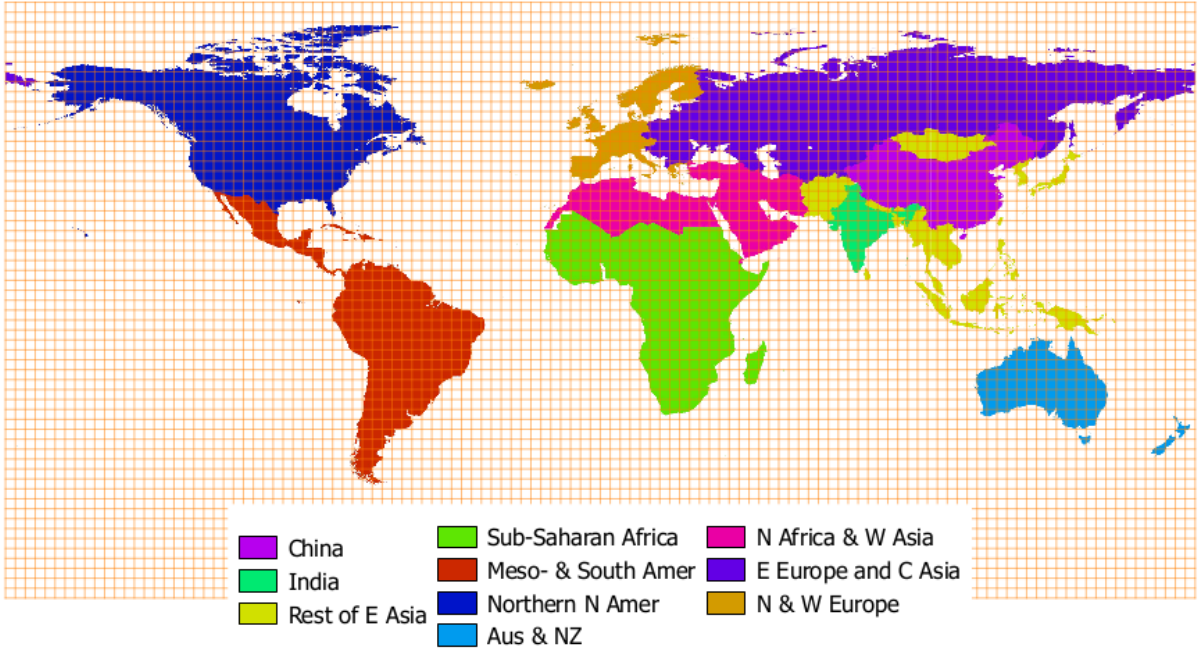 China
India
Rest of E Asia
Sub-Saharan Africa
Meso- & South Amer
Northern N Amer
Aus & NZ
N Africa & W Asia
E Europe and C Asia
N & W Europe